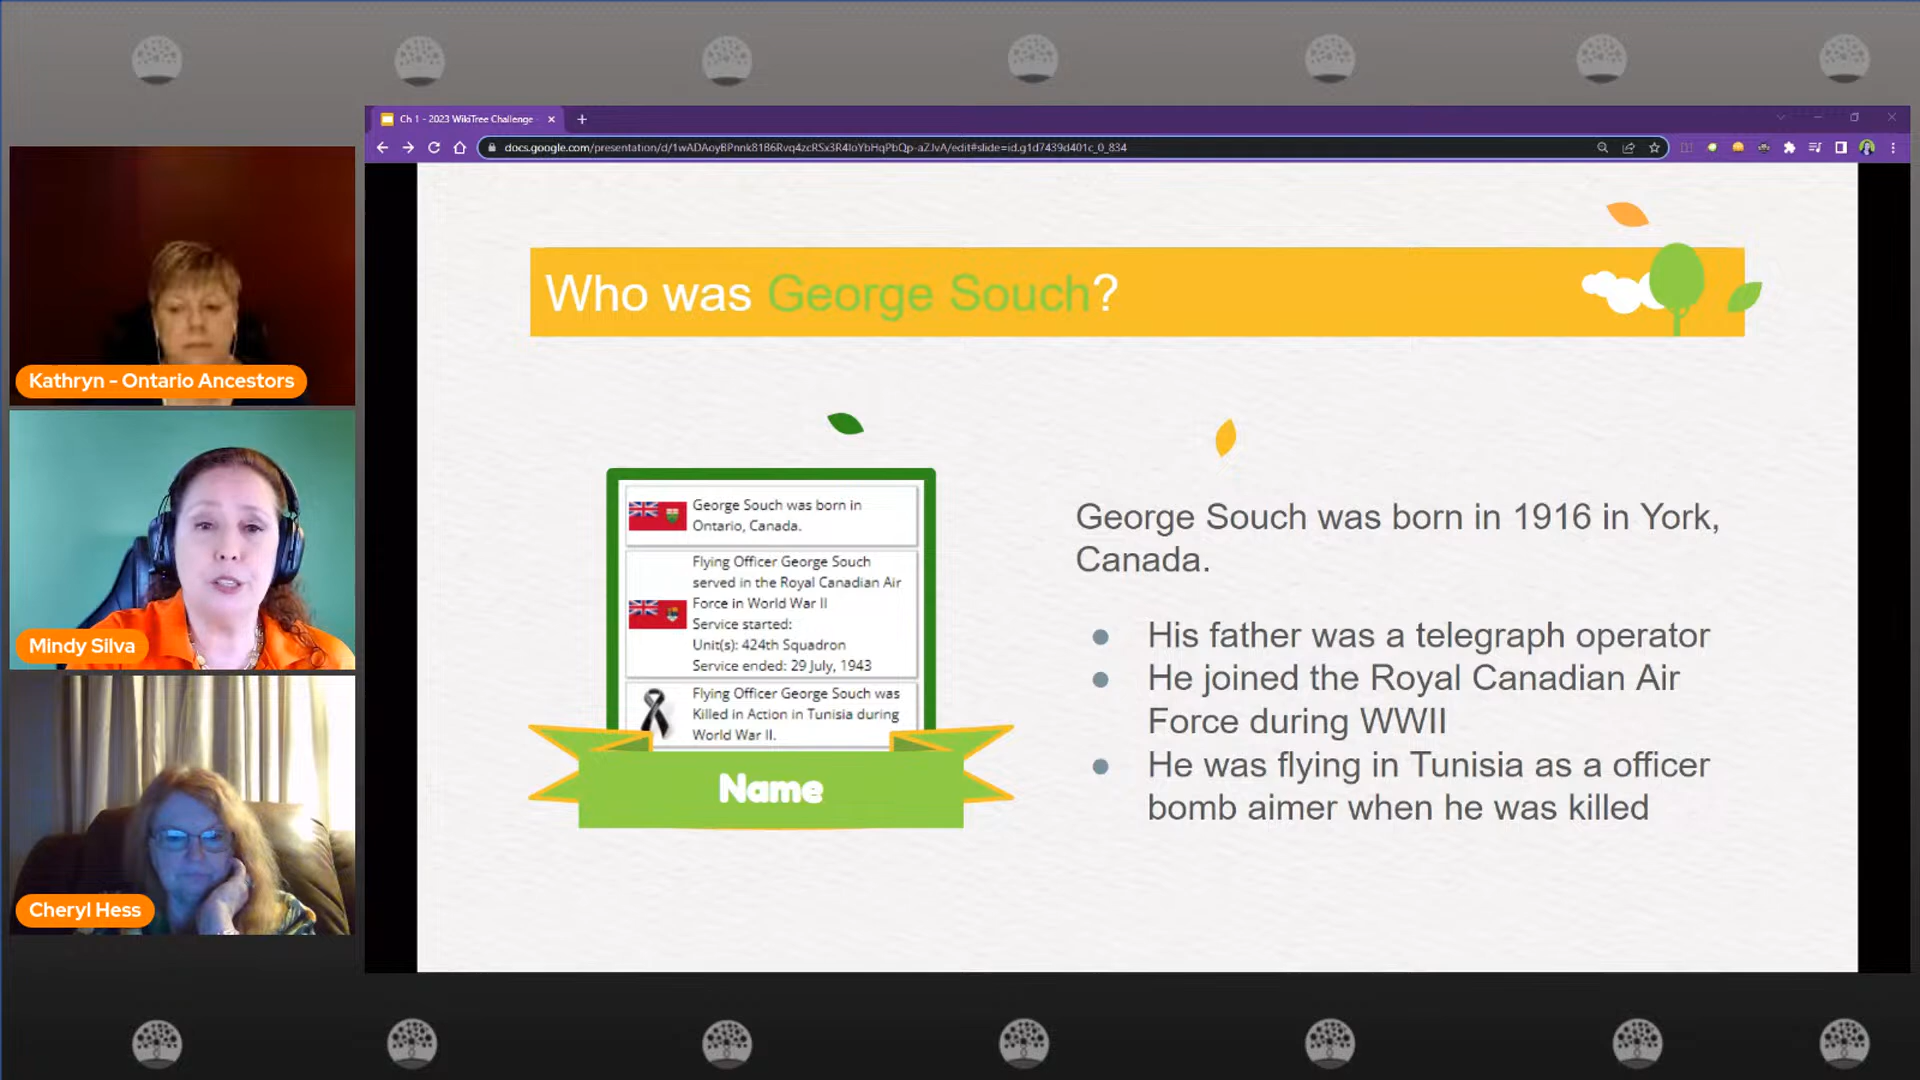 Ch 1 - 2023 WikiTree Challenge
docs.google.com/presentation/d/
Who was George Souch?
Kathryn - Ontario Ancestors
Mindy Silva
Cheryl Hess
George Souch was born in
Ontario, Canada.
Flying Officer George Souch
served in the Royal Canadian Air
Force in World War II
Service started:
Unit(s): 424th Squadron
Service ended: 29 July, 1943
Flying Officer George Souch was
Killed in Action in Tunisia during
World War II.
Name
George Souch was born in 1916 in York,
Canada.
● His father was a telegraph operator
● He joined the Royal Canadian Air
Force during WWII
● He was flying in Tunisia as a officer
bomb aimer when he was killed